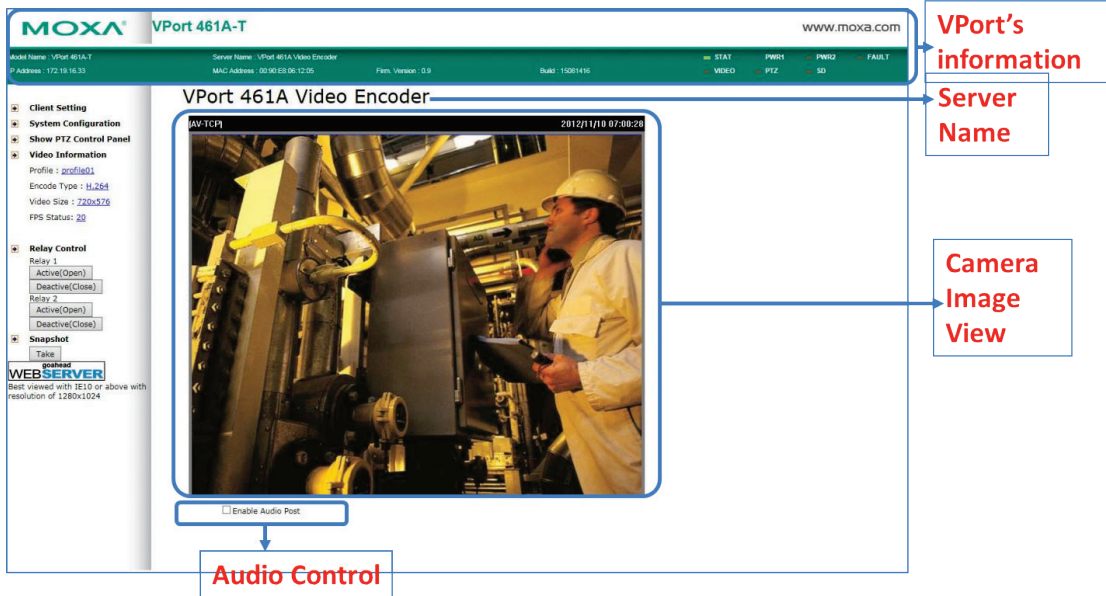 MOXA®
VPort 461A-T
www.moxa.com
VPort's
information
Model Name : VPort 461A-T
Server Name : VPort 461A Video Encoder
STAT PWR1 PWR2 FAULT
IP Address : 172.19.16.33
MAC Address : 00:90:E8:06:12:05
Firm. Version : 0.9
Build : 15061416
VIDEO PTZ SD
VPort 461A Video Encoder
Server
Name
Client Setting
System Configuration
Show PTZ Control Panel
Video Information
Profile : profile01
Encode Type : H.264
Video Size : 720x576
FPS Status: 20
Relay Control
Relay 1
Active(Open)
Deactive(Close)
Relay 2
Active(Open)
Deactive(Close)
Snapshot
Take
goahead
WEBSERVER
Best viewed with IE10 or above with
resolution of 1280x1024
[AV-TCP]
2012/11/10 07:00:28
AD
Camera
Image
View
Enable Audio Post
Audio Control